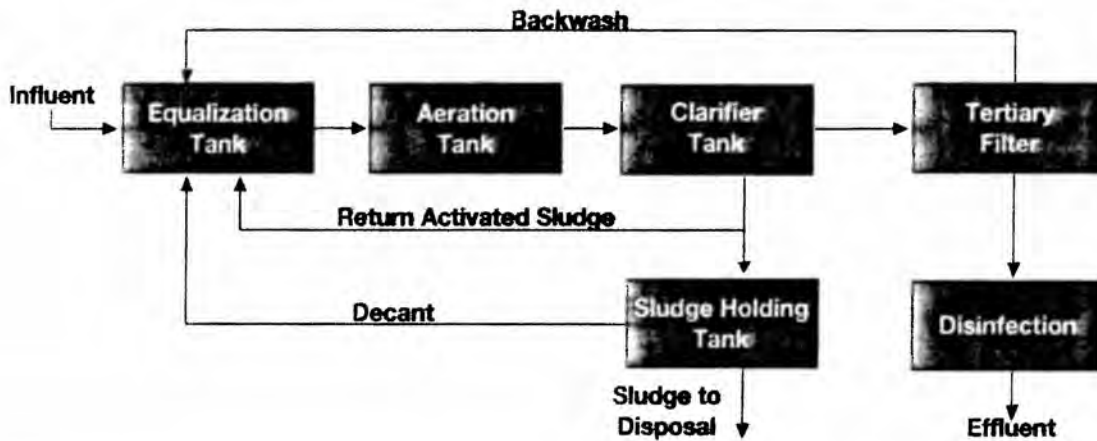 Backwash
Influent
Equalization
Tank
Aeration
Tank
Clarifier
Tank
Tertiary
Filter
Return Activated Sludge
Decant
Sludge Holding
Tank
Disinfection
Sludge to
Disposal
Effluent